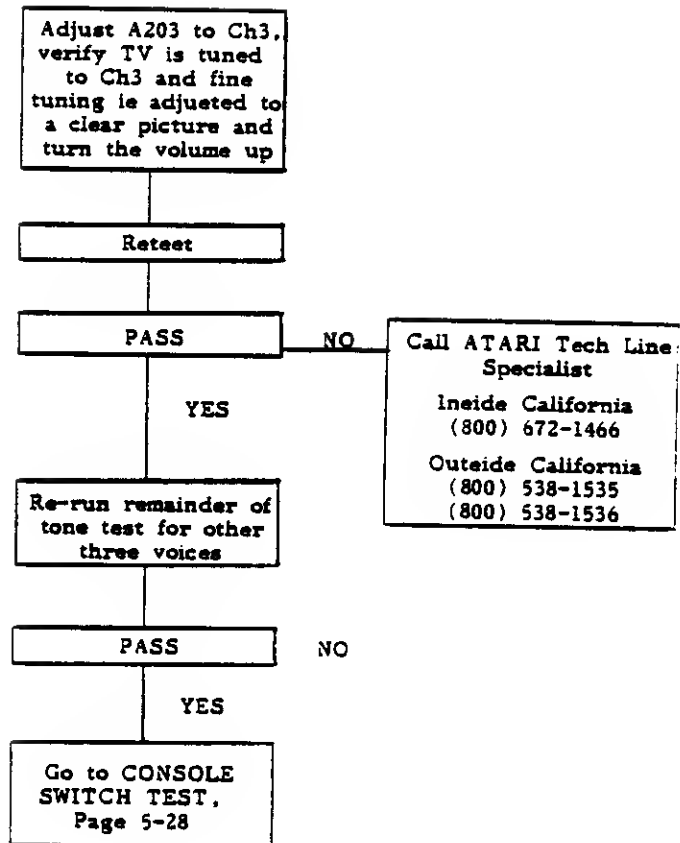 Adjust A203 to Ch3,
verify TV is tuned
to Ch3 and fine
tuning ie adjueted to
a clear picture and
turn the volume up
Reteet
PASS
NO
YES
Call ATARI Tech Line
Specialist
Ineide California
(800) 672-1466
Outeide California
(800) 538-1535
(800) 538-1536
Re-run remainder of
tone test for other
three voices
PASS
NO
YES
Go to CONSOLE
SWITCH TEST,
Page 5-28